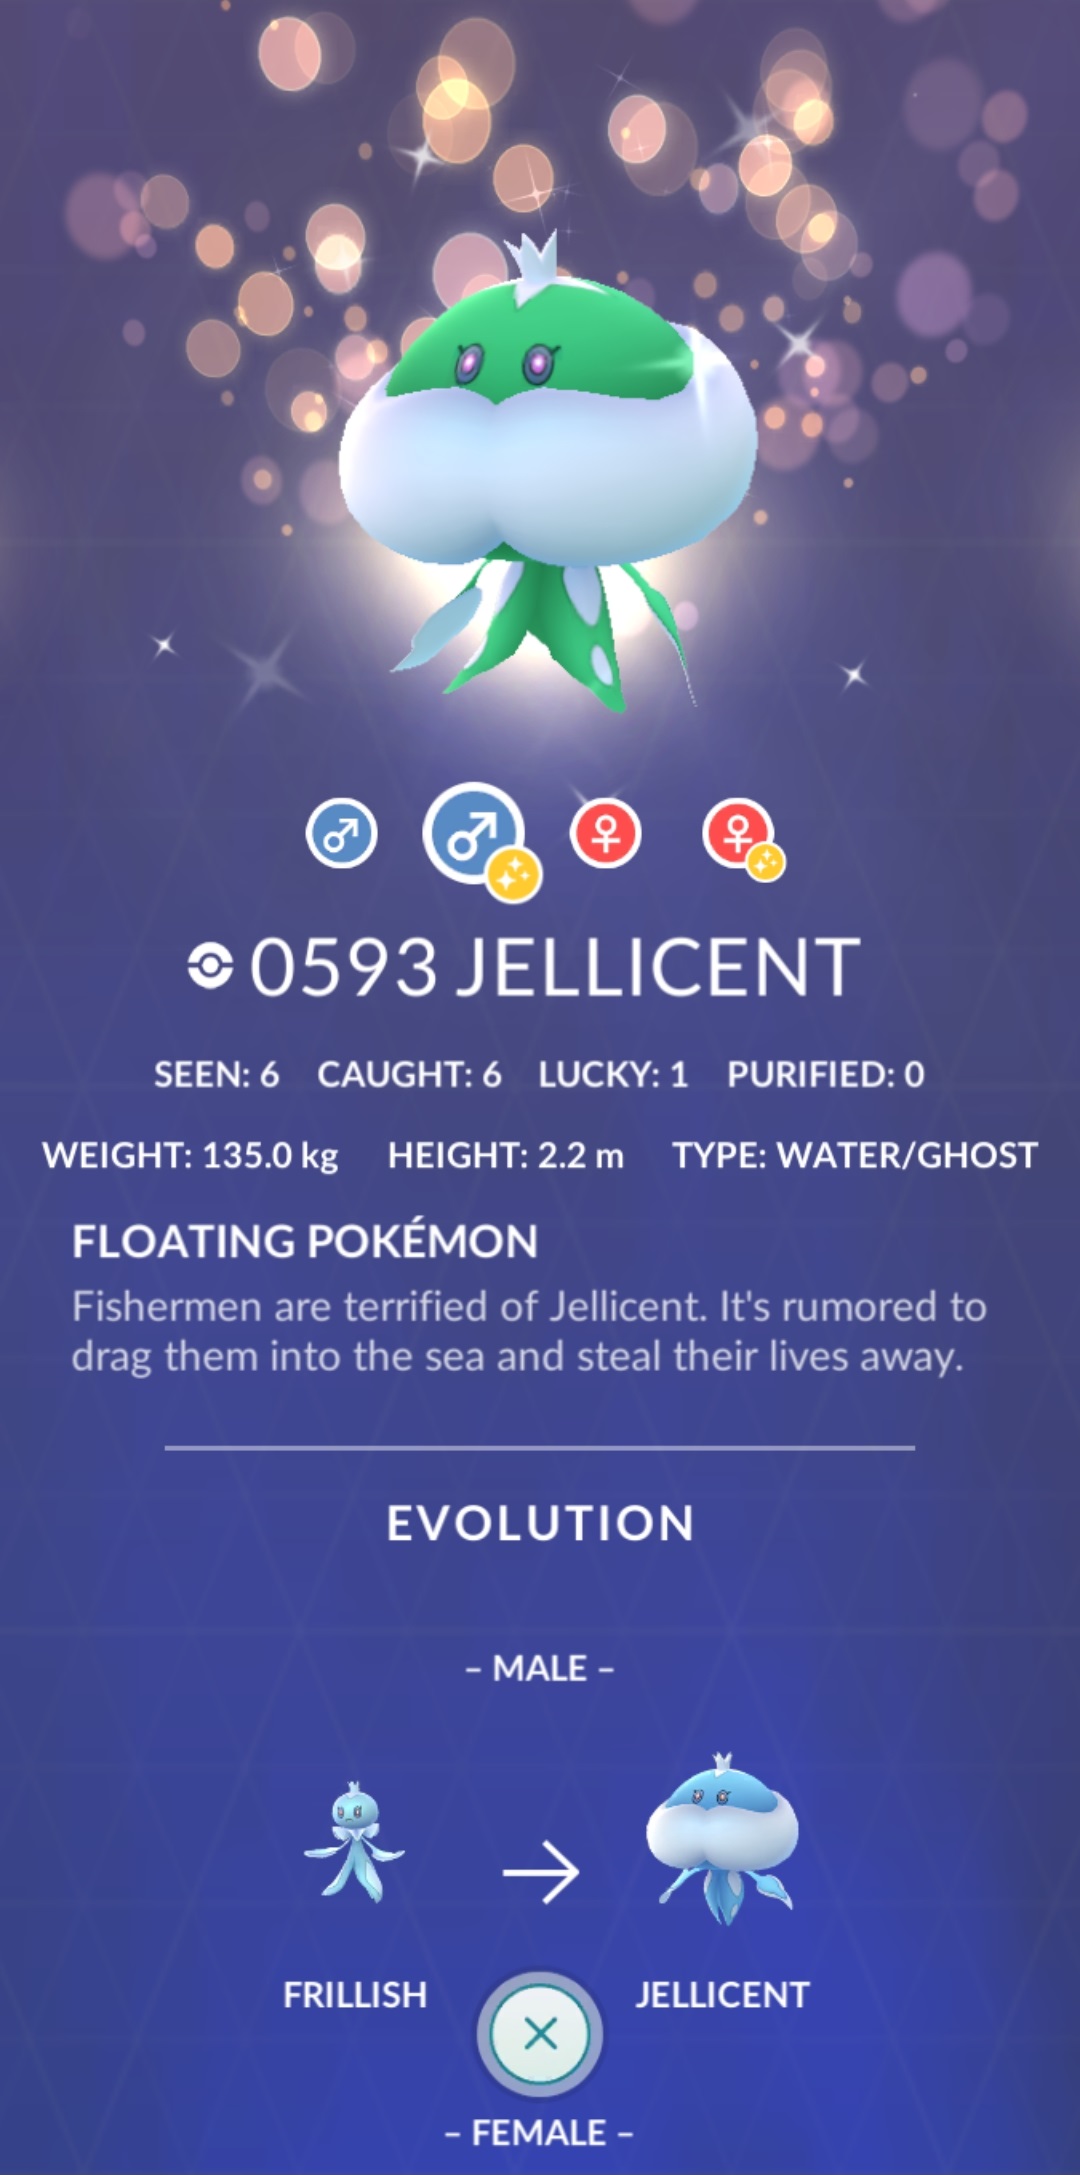 0593 JELLICENT
SEEN: 6 CAUGHT: 6 LUCKY: 1 PURIFIED: 0
WEIGHT: 135.0 kg HEIGHT: 2.2 m TYPE: WATER/GHOST
FLOATING POKÉMON
Fishermen are terrified of Jellicent. It's rumored to
drag them into the sea and steal their lives away.
EVOLUTION
– MALE –
FRILLISH JELLICENT
– FEMALE –